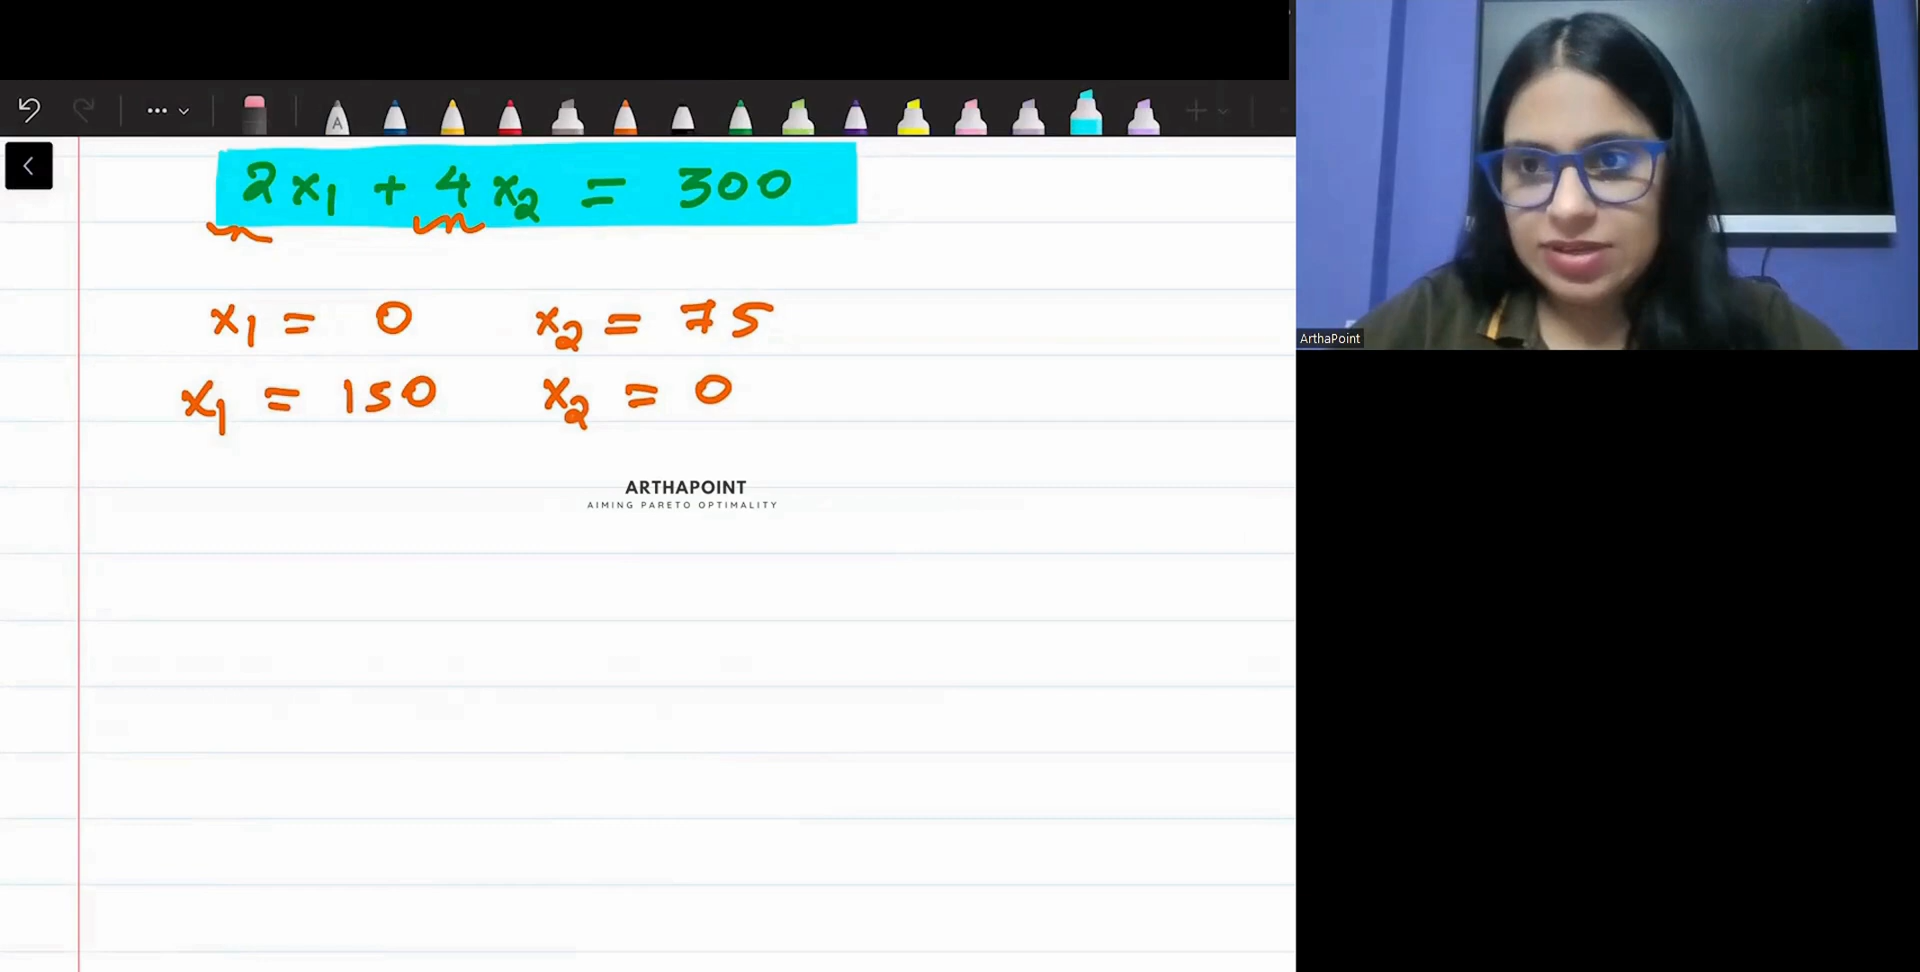 2x₁ + 4x₂ = 300
x₁ = 0 x₂ = 75
x₁ = 150 x₂ = 0
ARTHAPOINT
AIMING PARETO OPTIMALITY
A
ArthaPoint